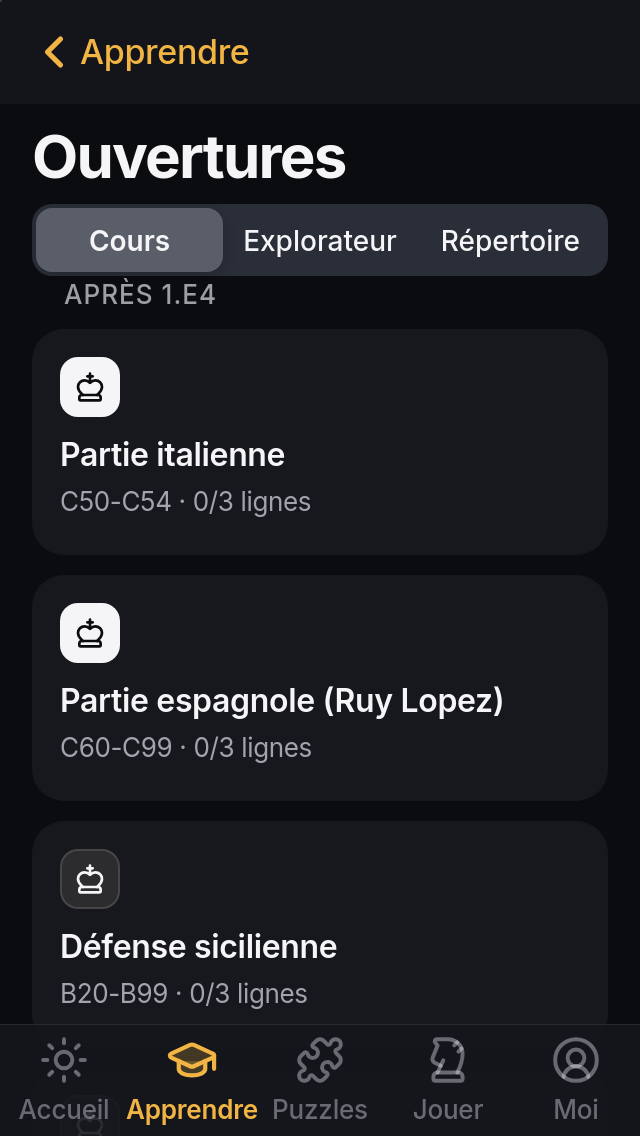 Apprendre
Ouvertures
Cours Explorateur Répertoire
APRÈS 1.E4
Partie italienne
C50-C54 · 0/3 lignes
Partie espagnole (Ruy Lopez)
C60-C99 · 0/3 lignes
Défense sicilienne
B20-B99 · 0/3 lignes
Accueil Apprendre Puzzles Jouer Moi